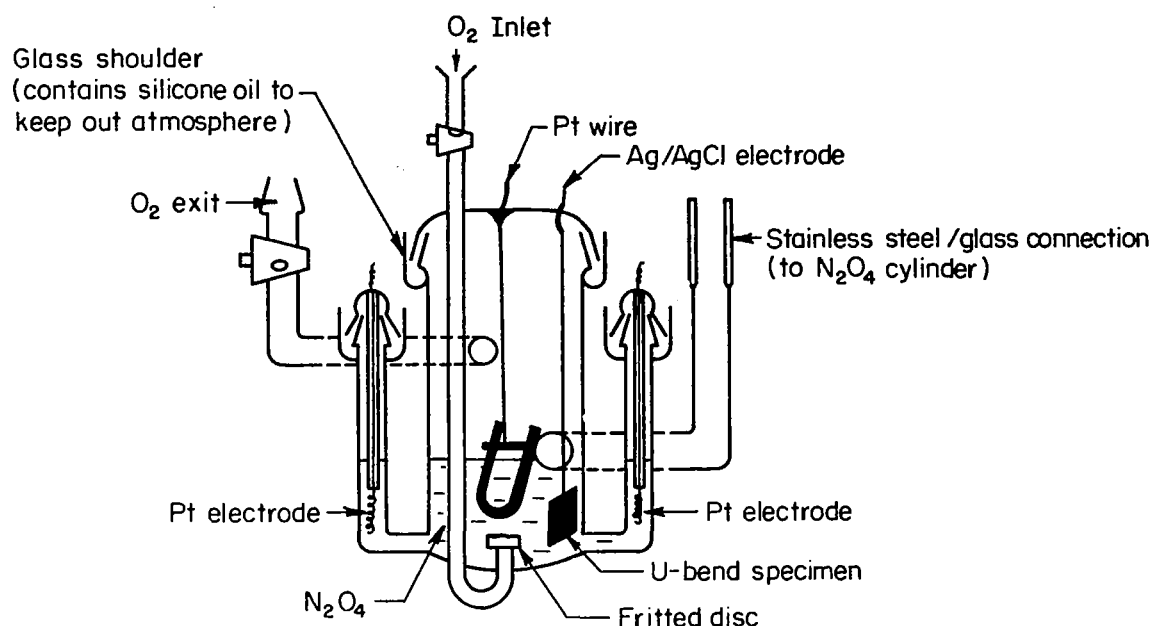 O₂ Inlet
Glass shoulder
(contains silicone oil to
keep out atmosphere)
Pt wire
Ag/AgCl electrode
O₂ exit
Stainless steel/glass connection
(to N₂O₄ cylinder)
Pt electrode
Pt electrode
U-bend specimen
N₂O₄
Fritted disc